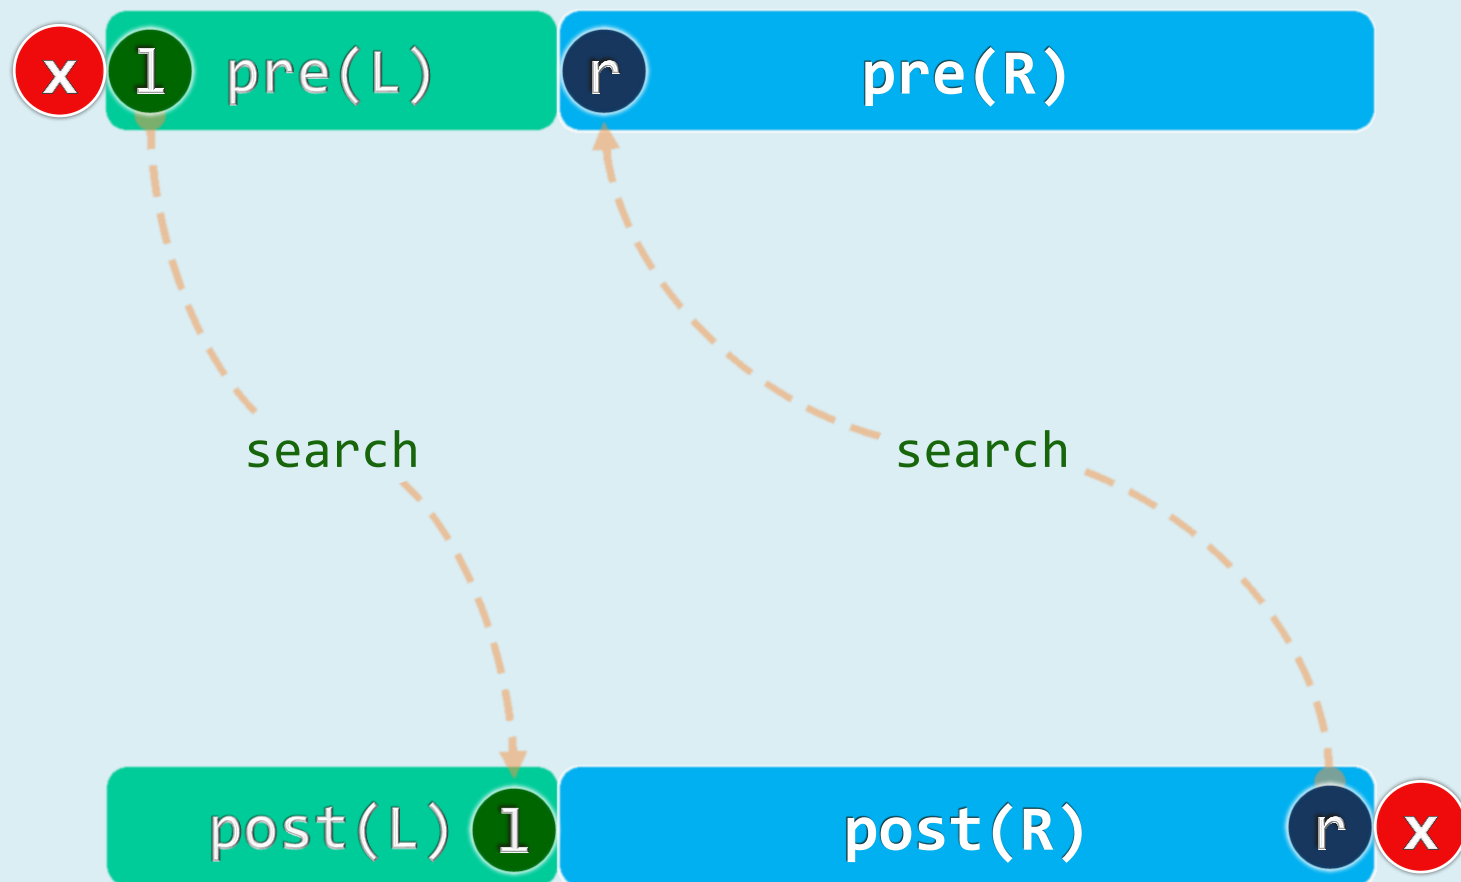 x l pre(L) r pre(R)
search search
post(L) l post(R) r x